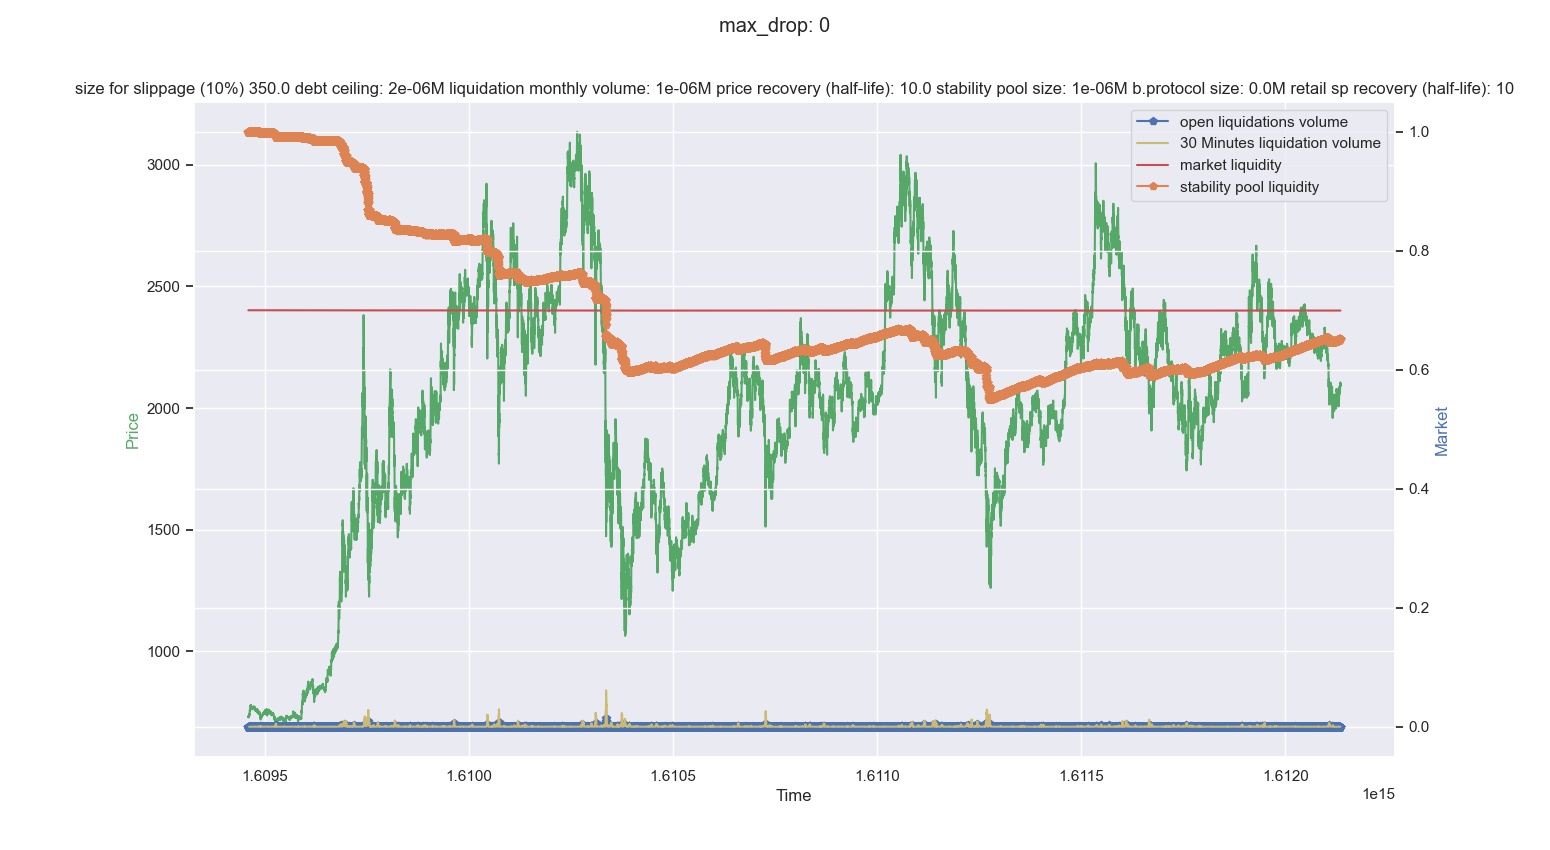 max_drop: 0
size for slippage (10%) 350.0 debt ceiling: 2e-06M liquidation monthly volume: 1e-06M price recovery (half-life): 10.0 stability pool size: 1e-06M b.protocol size: 0.0M retail sp recovery (half-life): 10
open liquidations volume
30 Minutes liquidation volume
market liquidity
stability pool liquidity
3000
2500
2000
1500
1000
Price
1.0
0.8
0.6
0.4
0.2
0.0
Market
1.6095 1.6100 1.6105 1.6110 1.6115 1.6120
Time
1e15